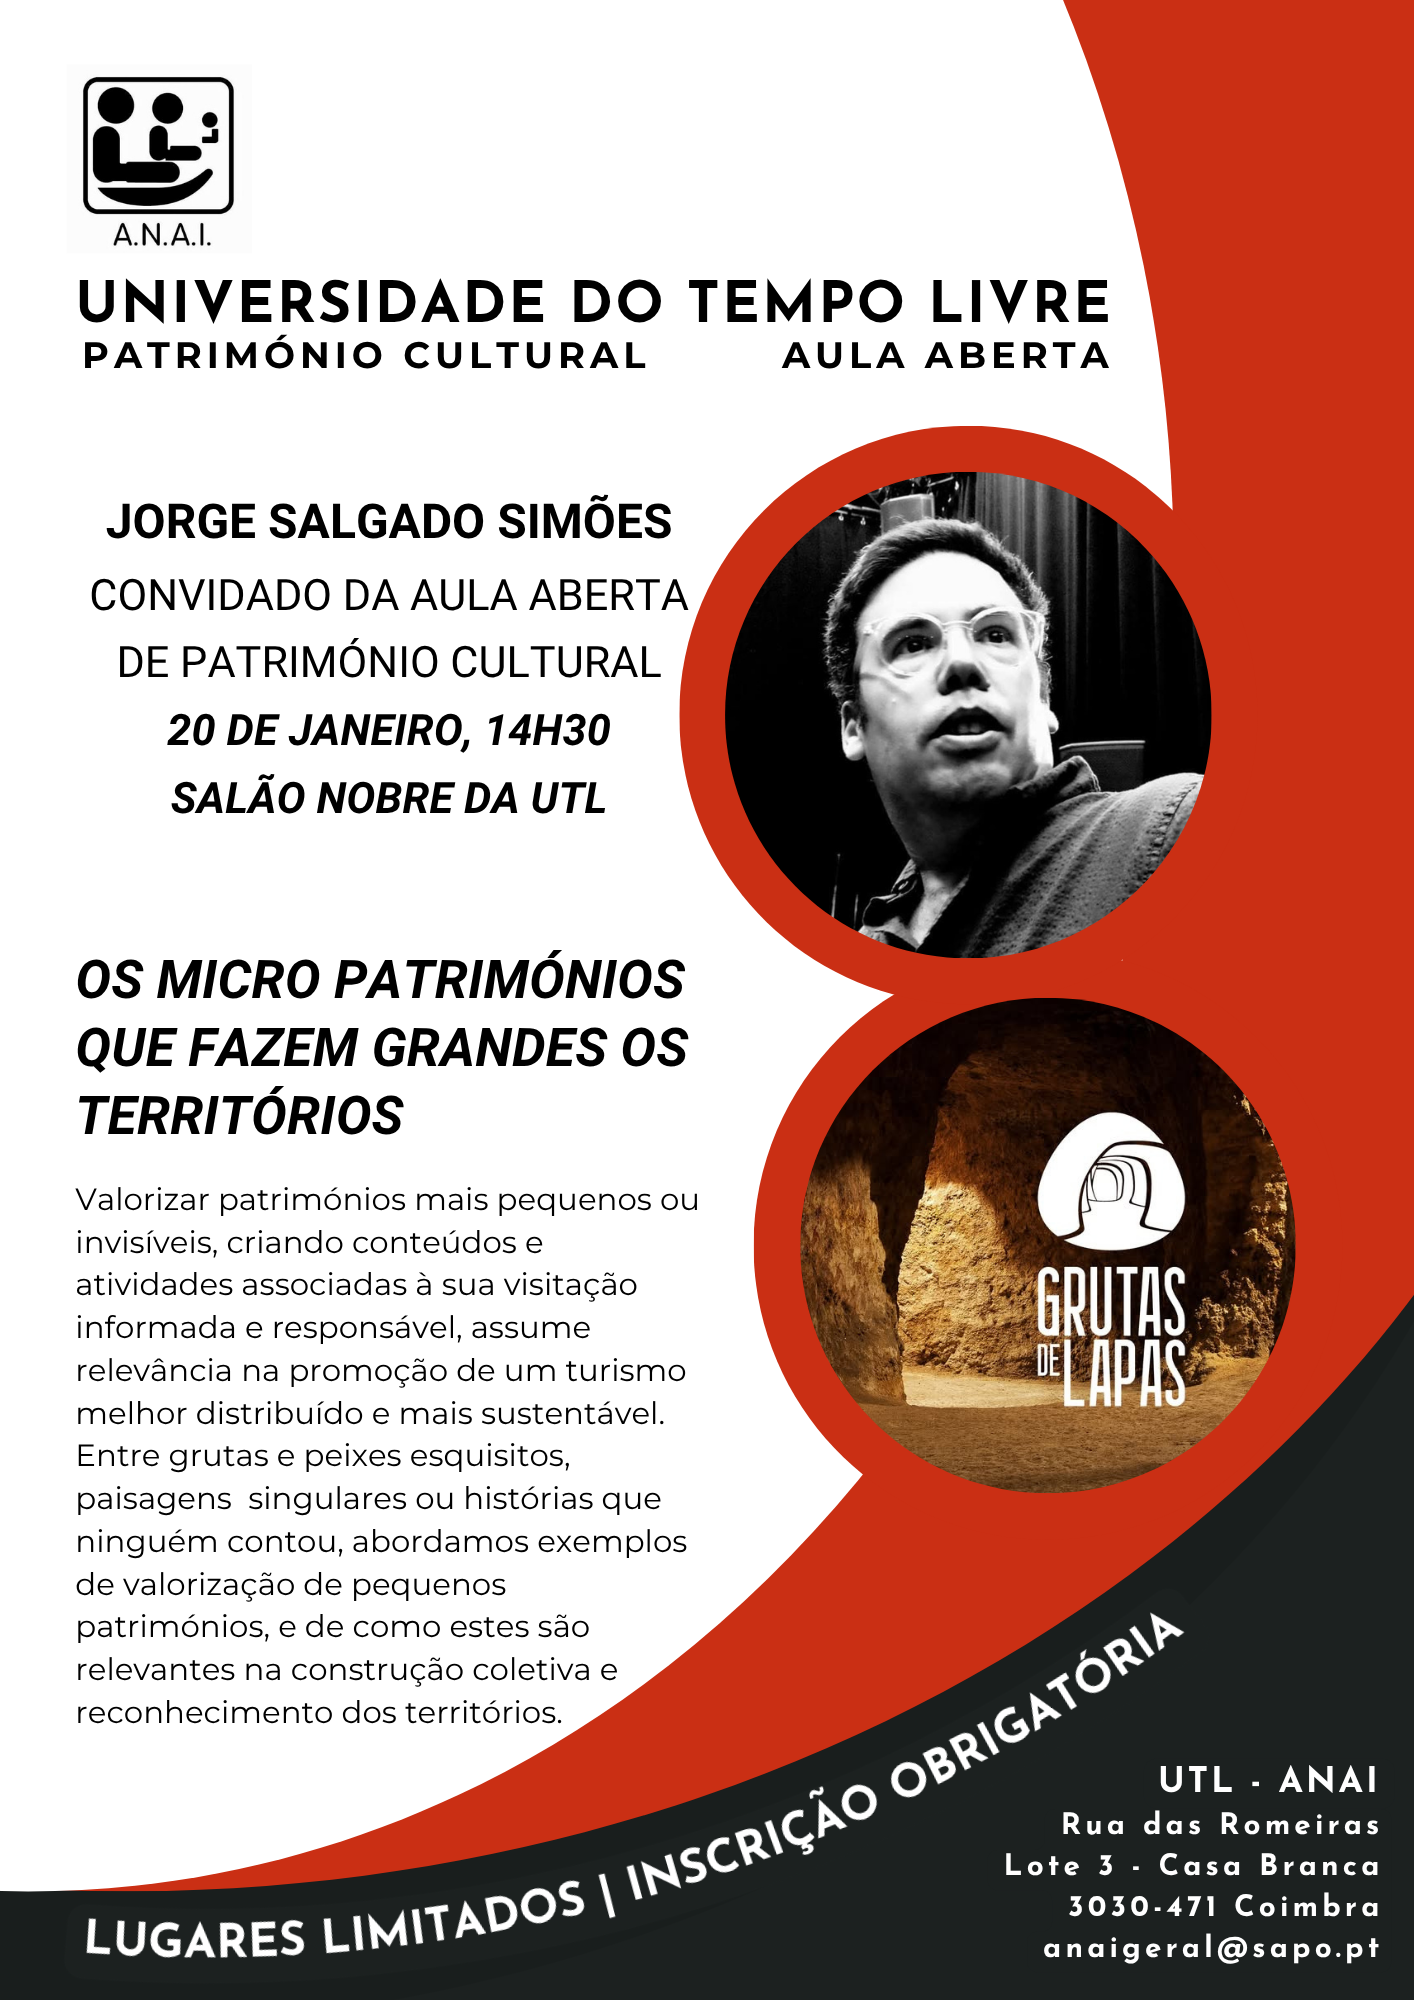 A.N.A.I.
UNIVERSIDADE DO TEMPO LIVRE
PATRIMÓNIO CULTURAL AULA ABERTA
JORGE SALGADO SIMÕES
CONVIDADO DA AULA ABERTA
DE PATRIMÓNIO CULTURAL
20 DE JANEIRO, 14H30
SALÃO NOBRE DA UTL
OS MICRO PATRIMÓNIOS
QUE FAZEM GRANDES OS
TERRITÓRIOS
Valorizar patrimónios mais pequenos ou
invisíveis, criando conteúdos e
atividades associadas à sua visitação
informada e responsável, assume
relevância na promoção de um turismo
melhor distribuído e mais sustentável.
Entre grutas e peixes esquisitos,
paisagens  singulares ou histórias que
ninguém contou, abordamos exemplos
de valorização de pequenos
patrimónios, e de como estes são
relevantes na construção coletiva e
reconhecimento dos territórios.
GRUTAS
DE LAPAS
LUGARES LIMITADOS | INSCRIÇÃO OBRIGATÓRIA
UTL - ANAI
Rua das Romeiras
Lote 3 - Casa Branca
3030-471 Coimbra
anaigeral@sapo.pt